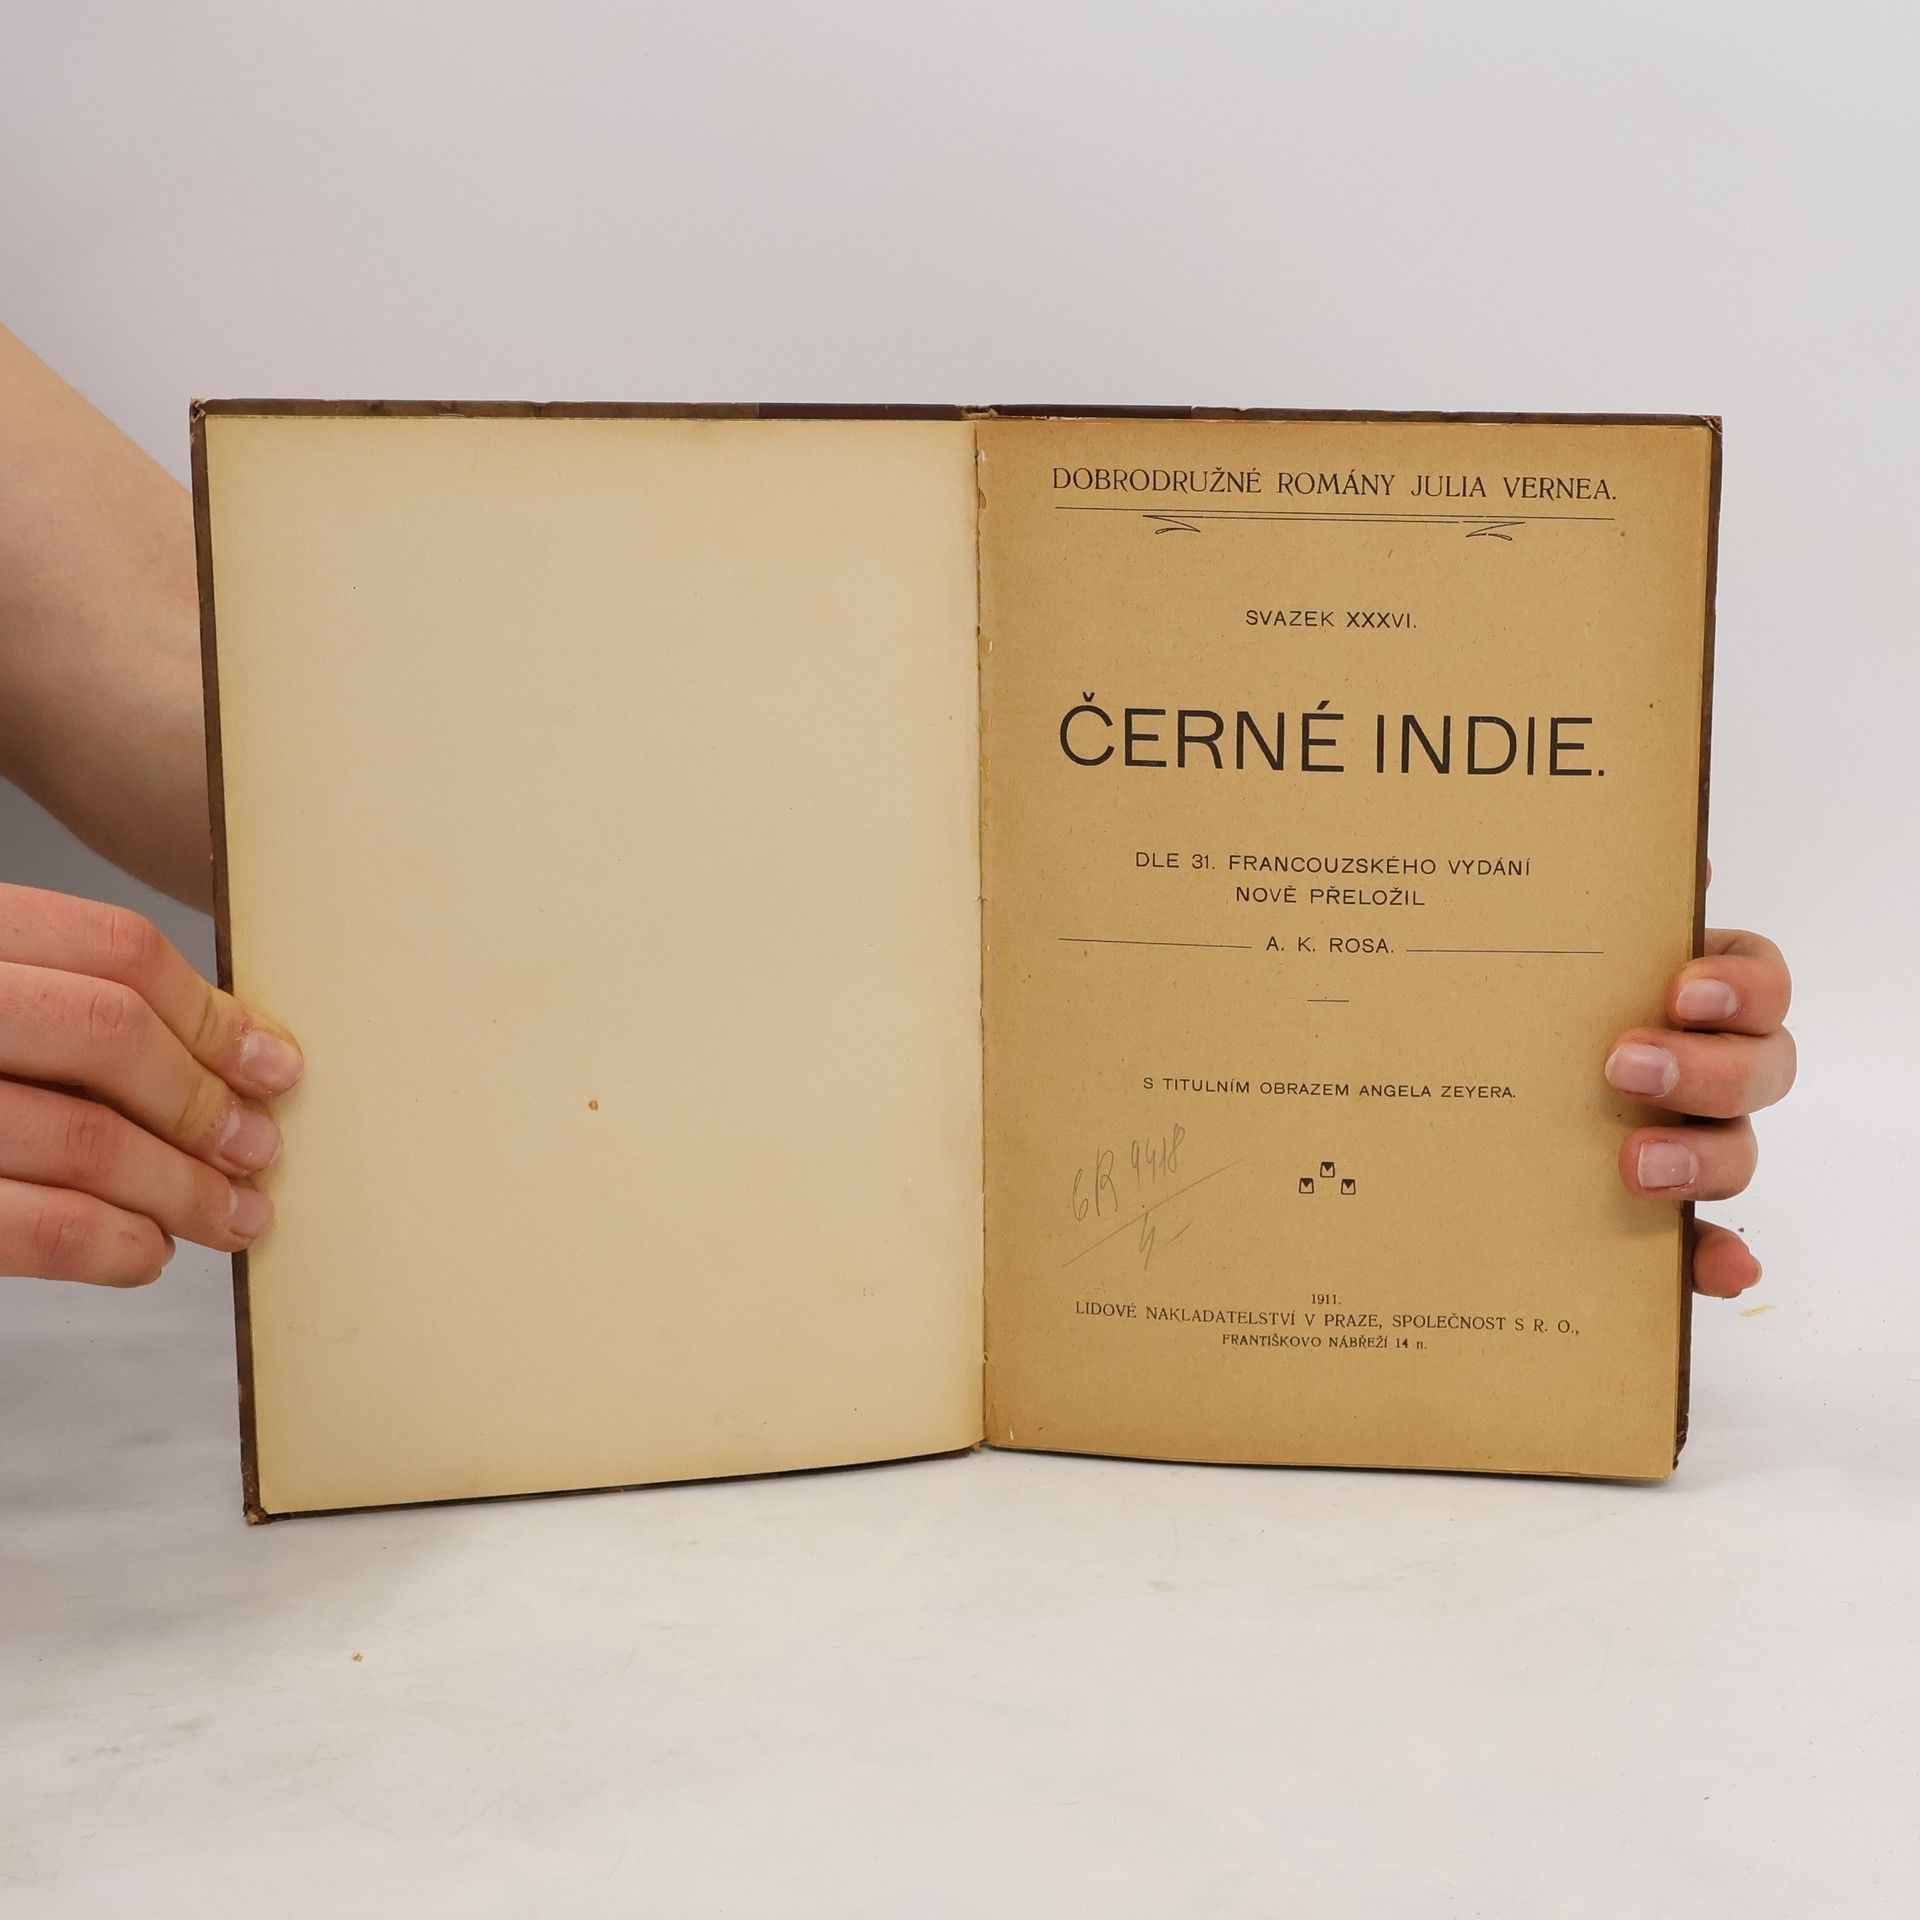 DOBRODRUŽNÉ ROMÁNY JULIA VERNEA.
SVAZEK XXXVI.
ČERNÉ INDIE.
DLE 31. FRANCOUZSKÉHO VYDÁNÍ
NOVĚ PŘELOŽIL
A. K. ROSA.
S TITULNÍM OBRAZEM ANGELA ZEYERA.
1911.
LIDOVÉ NAKLADATELSTVÍ V PRAZE, SPOLEČNOST S R. O.,
FRANTIŠKOVO NÁBŘEŽÍ 14 n.